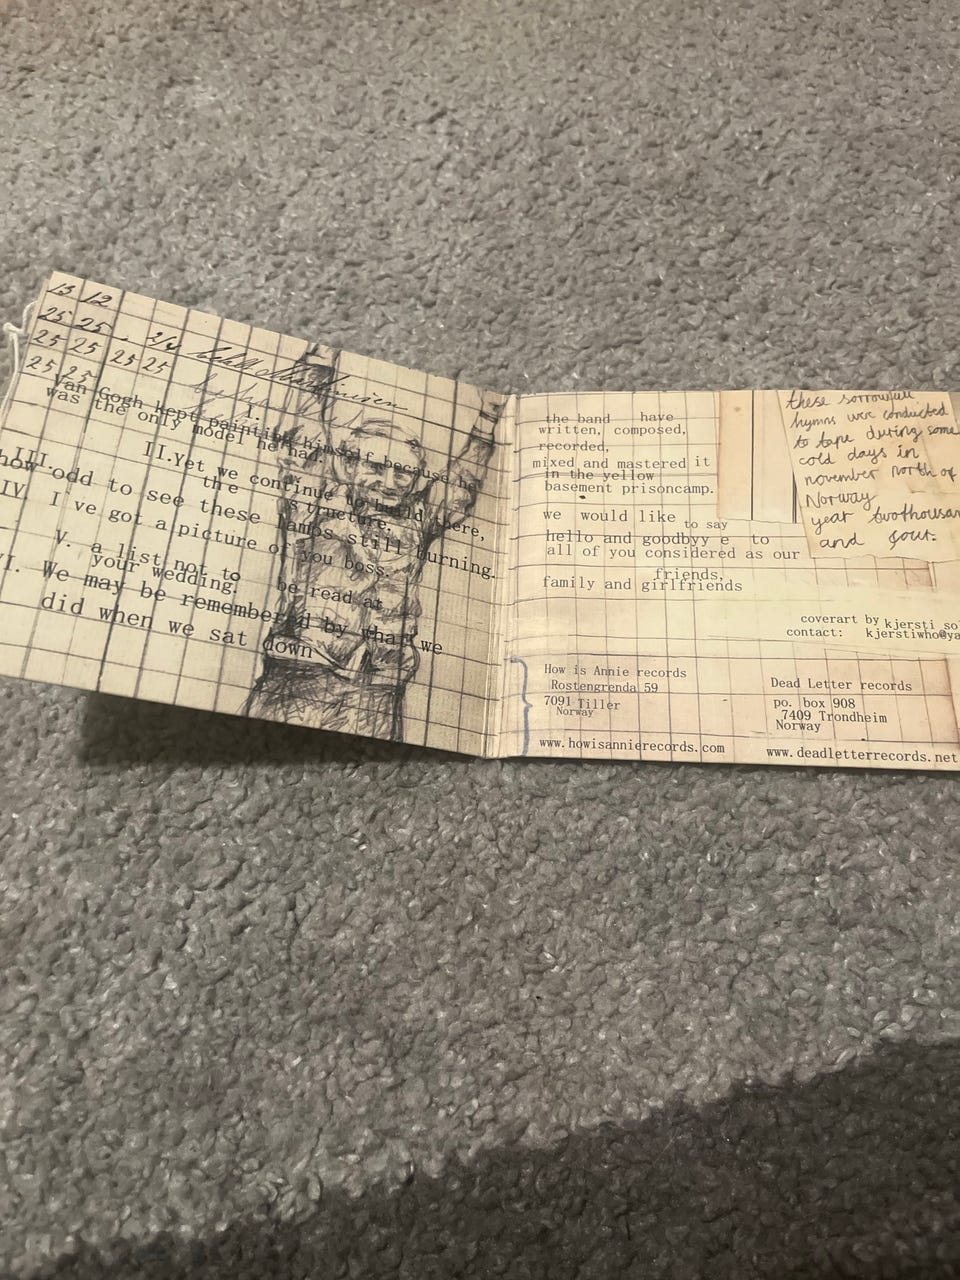 13 12
25 25
25 25 25 25
25 25
I.
Van Gogh kept painting himself because he
was the only model he had.
II.Yet we continue to build there,
the structure.
III.
how odd to see these lambs still turning.
IV. I've got a picture of you boss.
V. a list not to be read at
your wedding.
VI. We may be remembered by what we
did when we sat down
the band have
written, composed,
recorded,
mixed and mastered it
in the yellow
basement prisoncamp.
we would like to say
hello and goodbyy e to
all of you considered as our
friends,
family and girlfriends
these sorrowful
hymns were conducted
to tape during some
cold days in
november north of
Norway
year twothousand
and four.
coverart by kjersti
contact: kjerstiwho@ya
How is Annie records
Rostengrenda 59
7091 Tiller
Norway
www.howisannierecords.com
Dead Letter records
po. box 908
7409 Trondheim
Norway
www.deadletterrecords.net